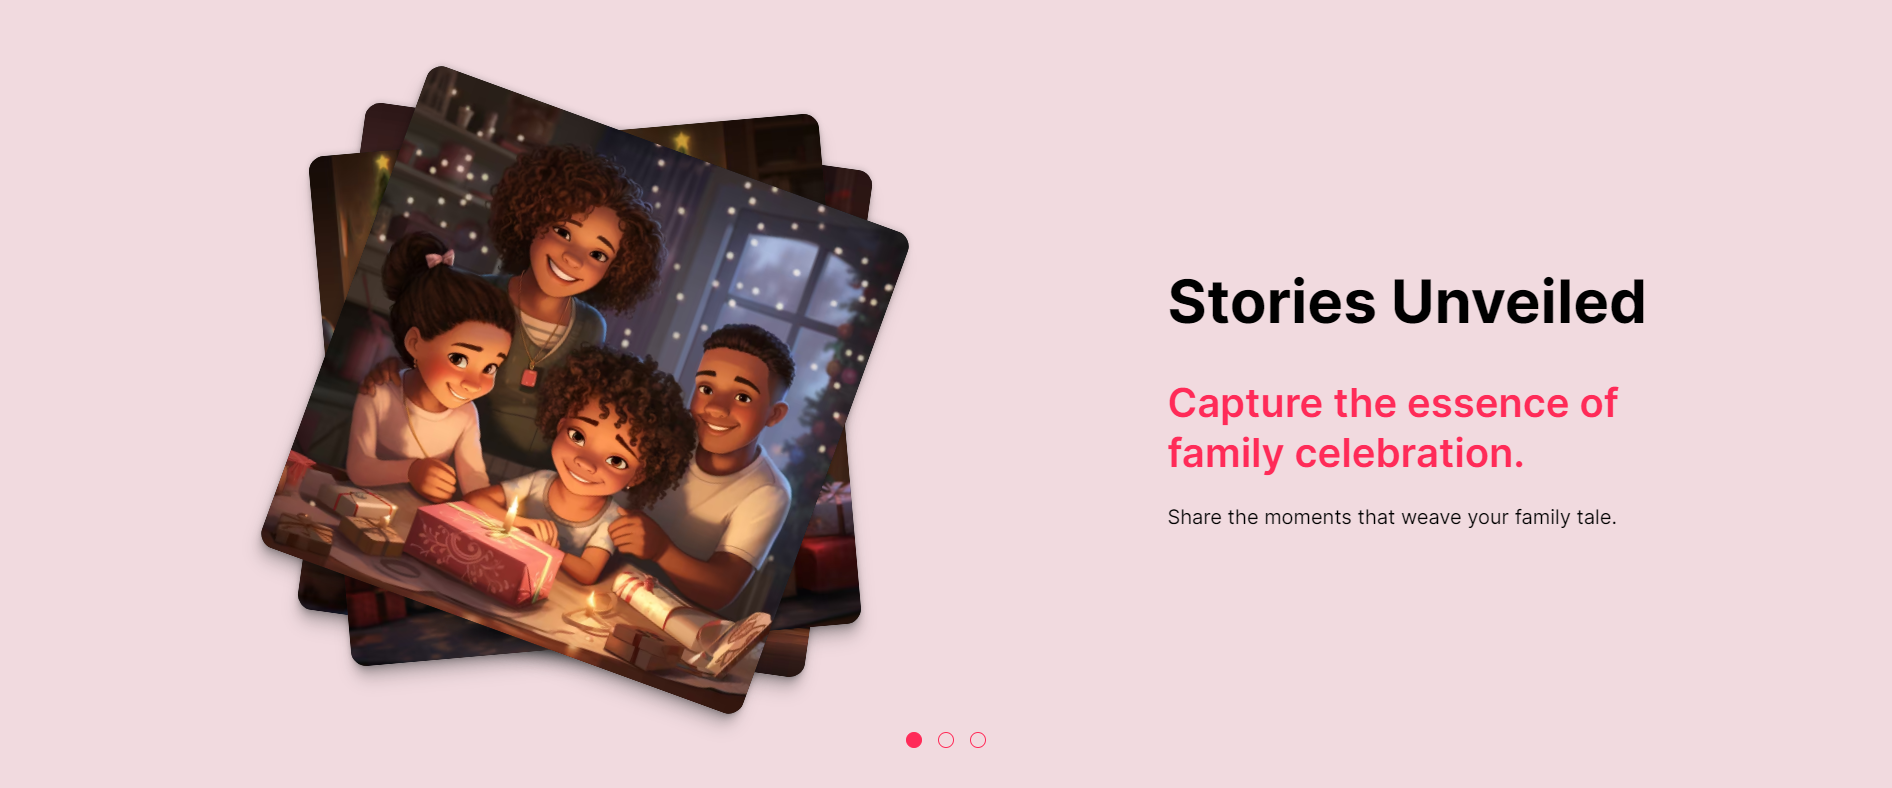 Stories Unveiled
Capture the essence of
family celebration.
Share the moments that weave your family tale.